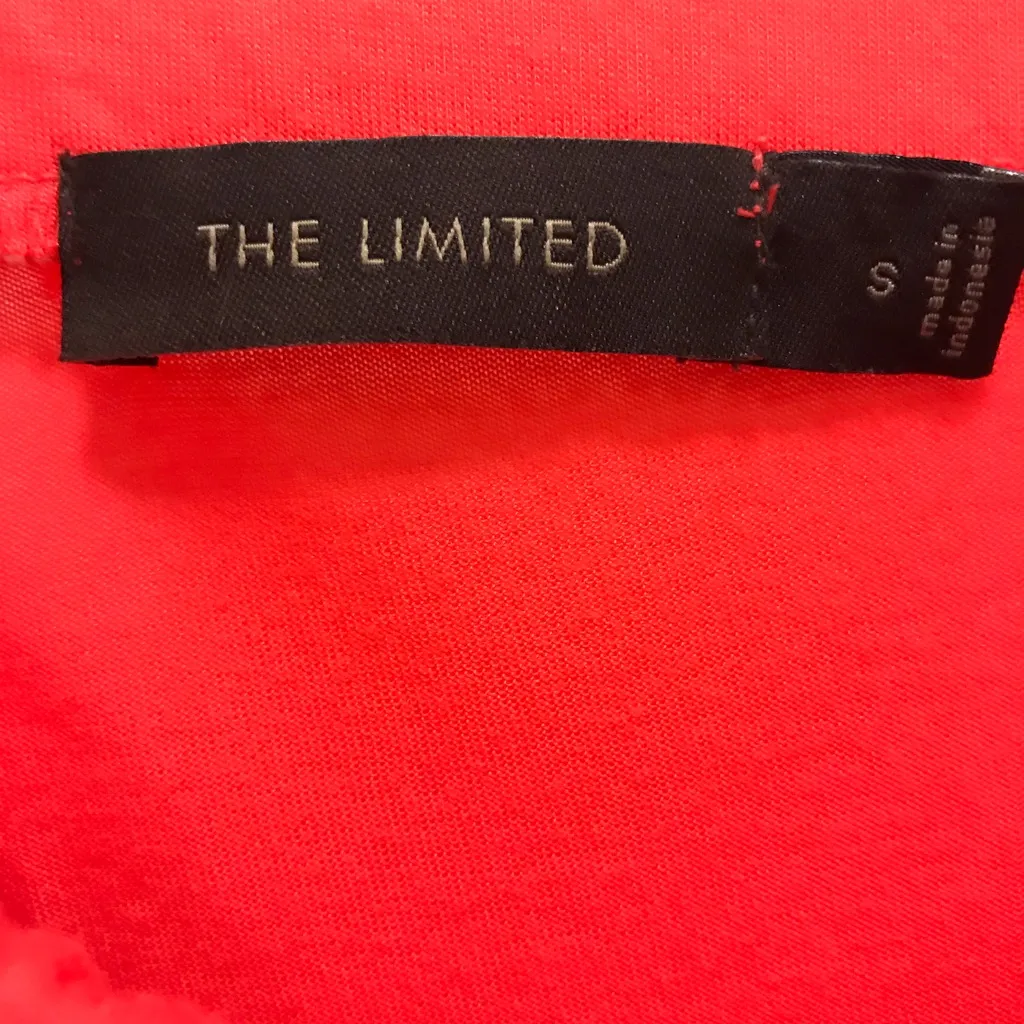 THE LIMITED
S
made in
indonesia